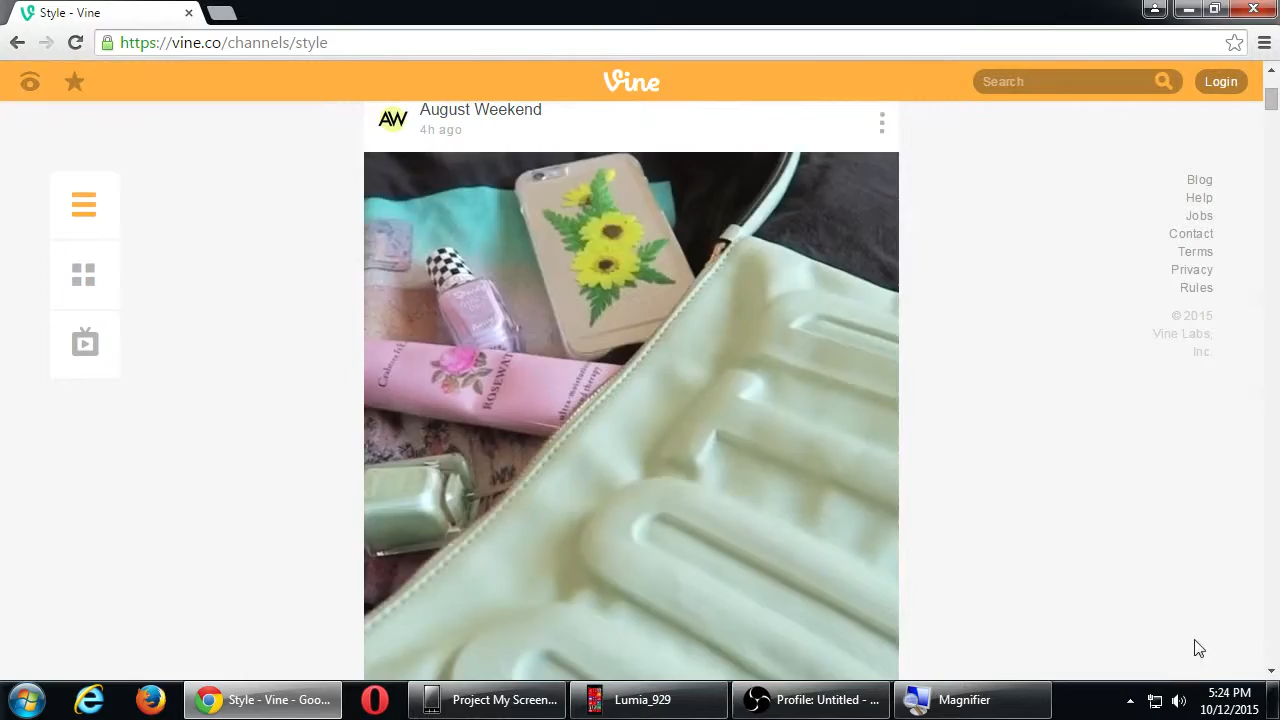 Style - Vine
https://vine.co/channels/style
Vine
Search
Login
August Weekend
AW
4h ago
Blog
Help
Jobs
Contact
Terms
Privacy
Rules
© 2015
Vine Labs,
Inc.
ROSEWAT
Style - Vine - Goo...
Project My Screen...
Lumia_929
Profile: Untitled - ...
Magnifier
5:24 PM
10/12/2015